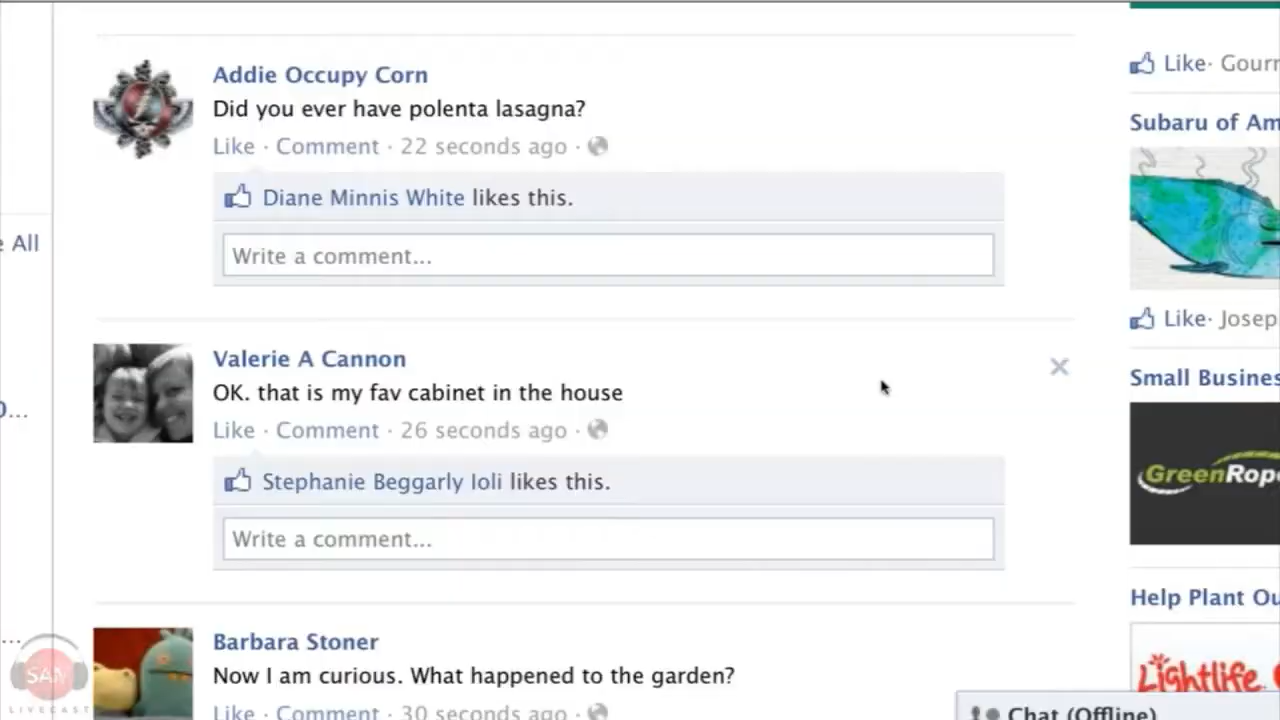 Addie Occupy Corn
Did you ever have polenta lasagna?
Like · Comment · 22 seconds ago ·
Diane Minnis White likes this.
Write a comment...
Valerie A Cannon
OK. that is my fav cabinet in the house
Like · Comment · 26 seconds ago ·
Stephanie Beggarly Ioli likes this.
Write a comment...
Barbara Stoner
Now I am curious. What happened to the garden?
Like · Comment · 30 seconds ago ·
All
Like · Gour
Subaru of Am
Like · Josep
Small Busines
GreenRope
Help Plant Ou
Lightlife
Chat (Offline)
SAM
LIVECAST